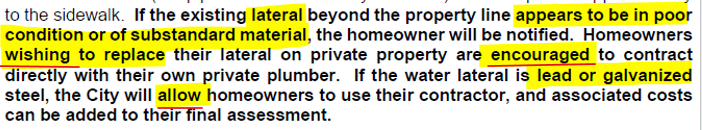 to the sidewalk. If the existing lateral beyond the property line appears to be in poor
condition or of substandard material, the homeowner will be notified. Homeowners
wishing to replace their lateral on private property are encouraged to contract
directly with their own private plumber. If the water lateral is lead or galvanized
steel, the City will allow homeowners to use their contractor, and associated costs
can be added to their final assessment.